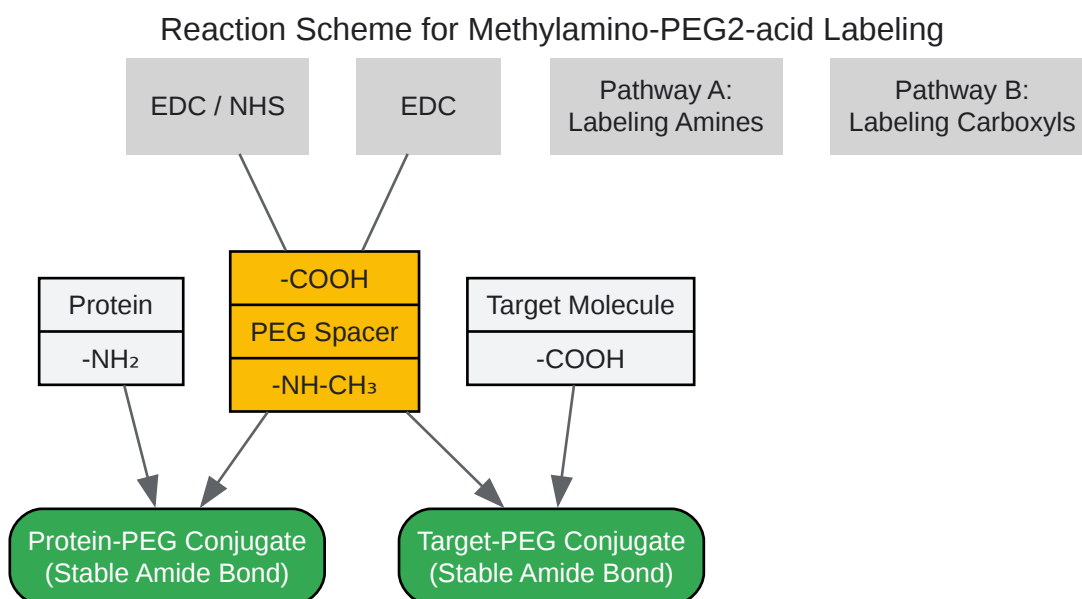 Reaction Scheme for Methylamino-PEG2-acid Labeling
EDC / NHS
EDC
Pathway A:
Labeling Amines
Pathway B:
Labeling Carboxyls
Protein
-NH₂
-COOH
PEG Spacer
-NH-CH₃
Target Molecule
-COOH
Protein-PEG Conjugate
(Stable Amide Bond)
Target-PEG Conjugate
(Stable Amide Bond)